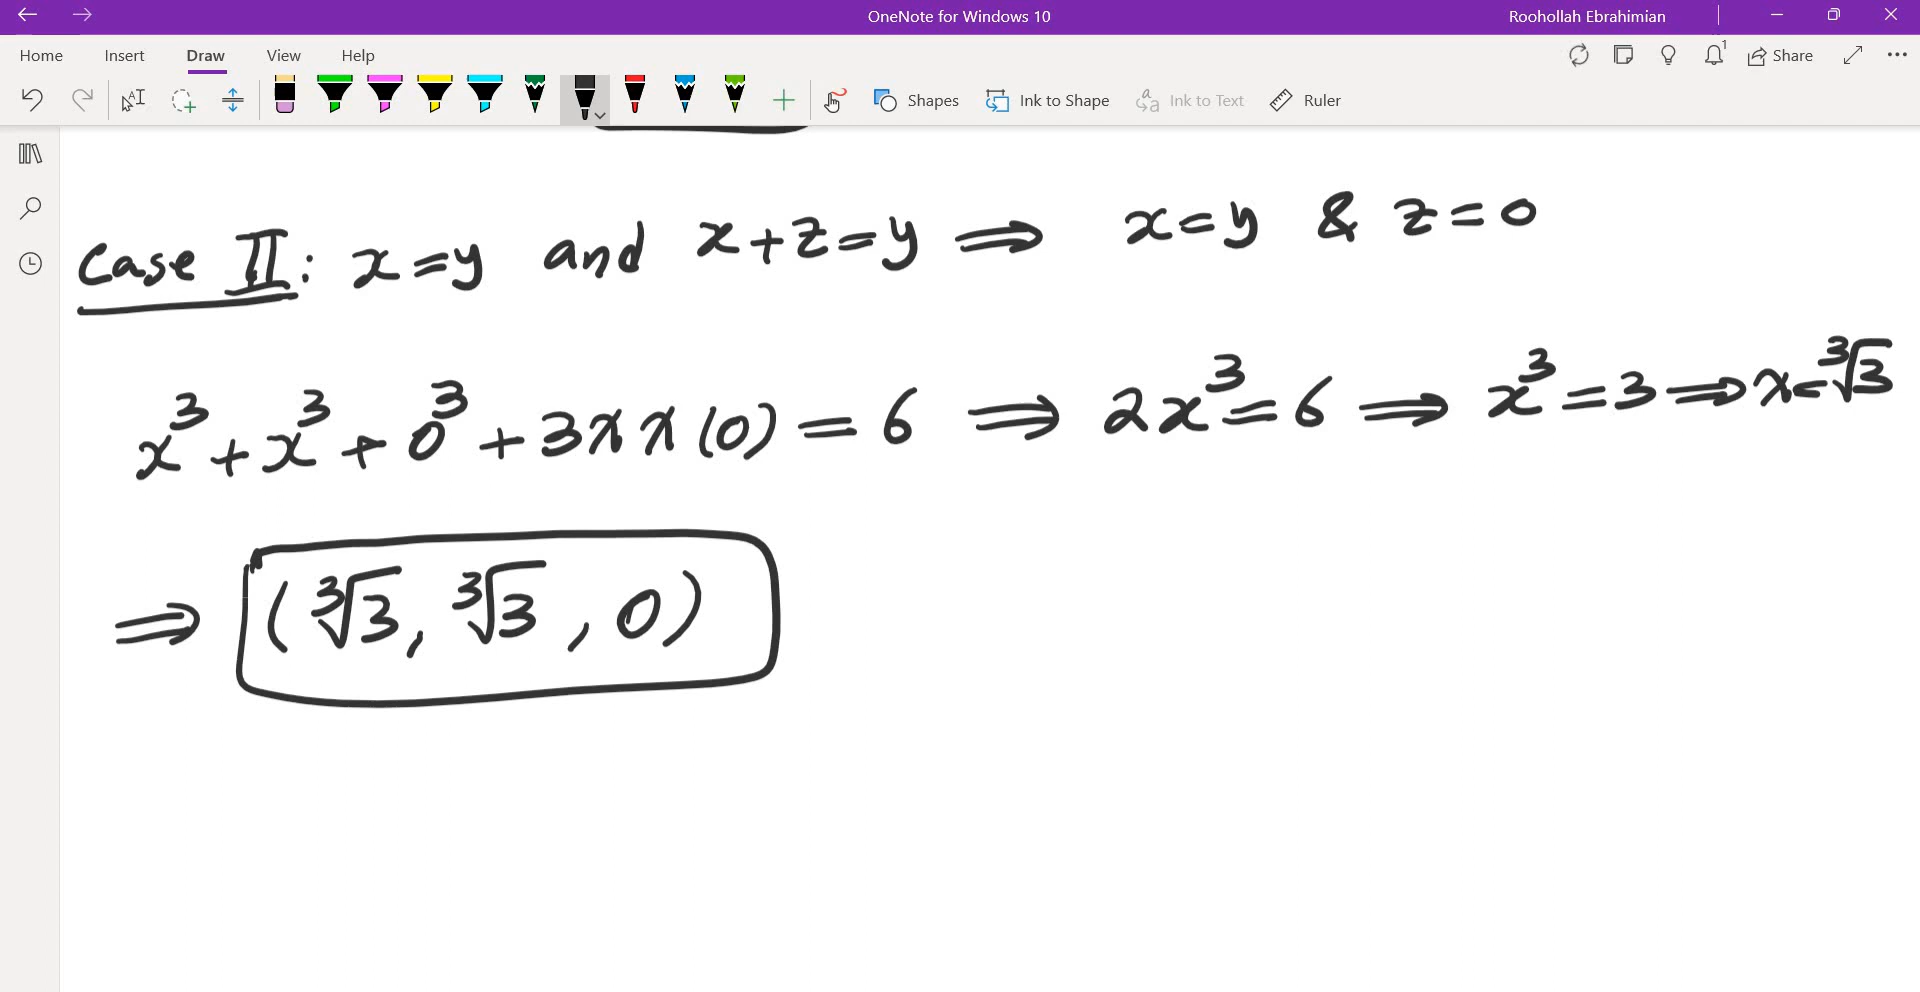 OneNote for Windows 10 Roohollah Ebrahimian
Home Insert Draw View Help 1 Share
Shapes Ink to Shape Ink to Text Ruler
Case II: x=y and x+z=y ⟹ x=y & z=0
x³+x³+0³+3xx(0)=6 ⟹ 2x³=6 ⟹ x³=3 ⟹ x=∛3
⟹ (∛3, ∛3, 0)